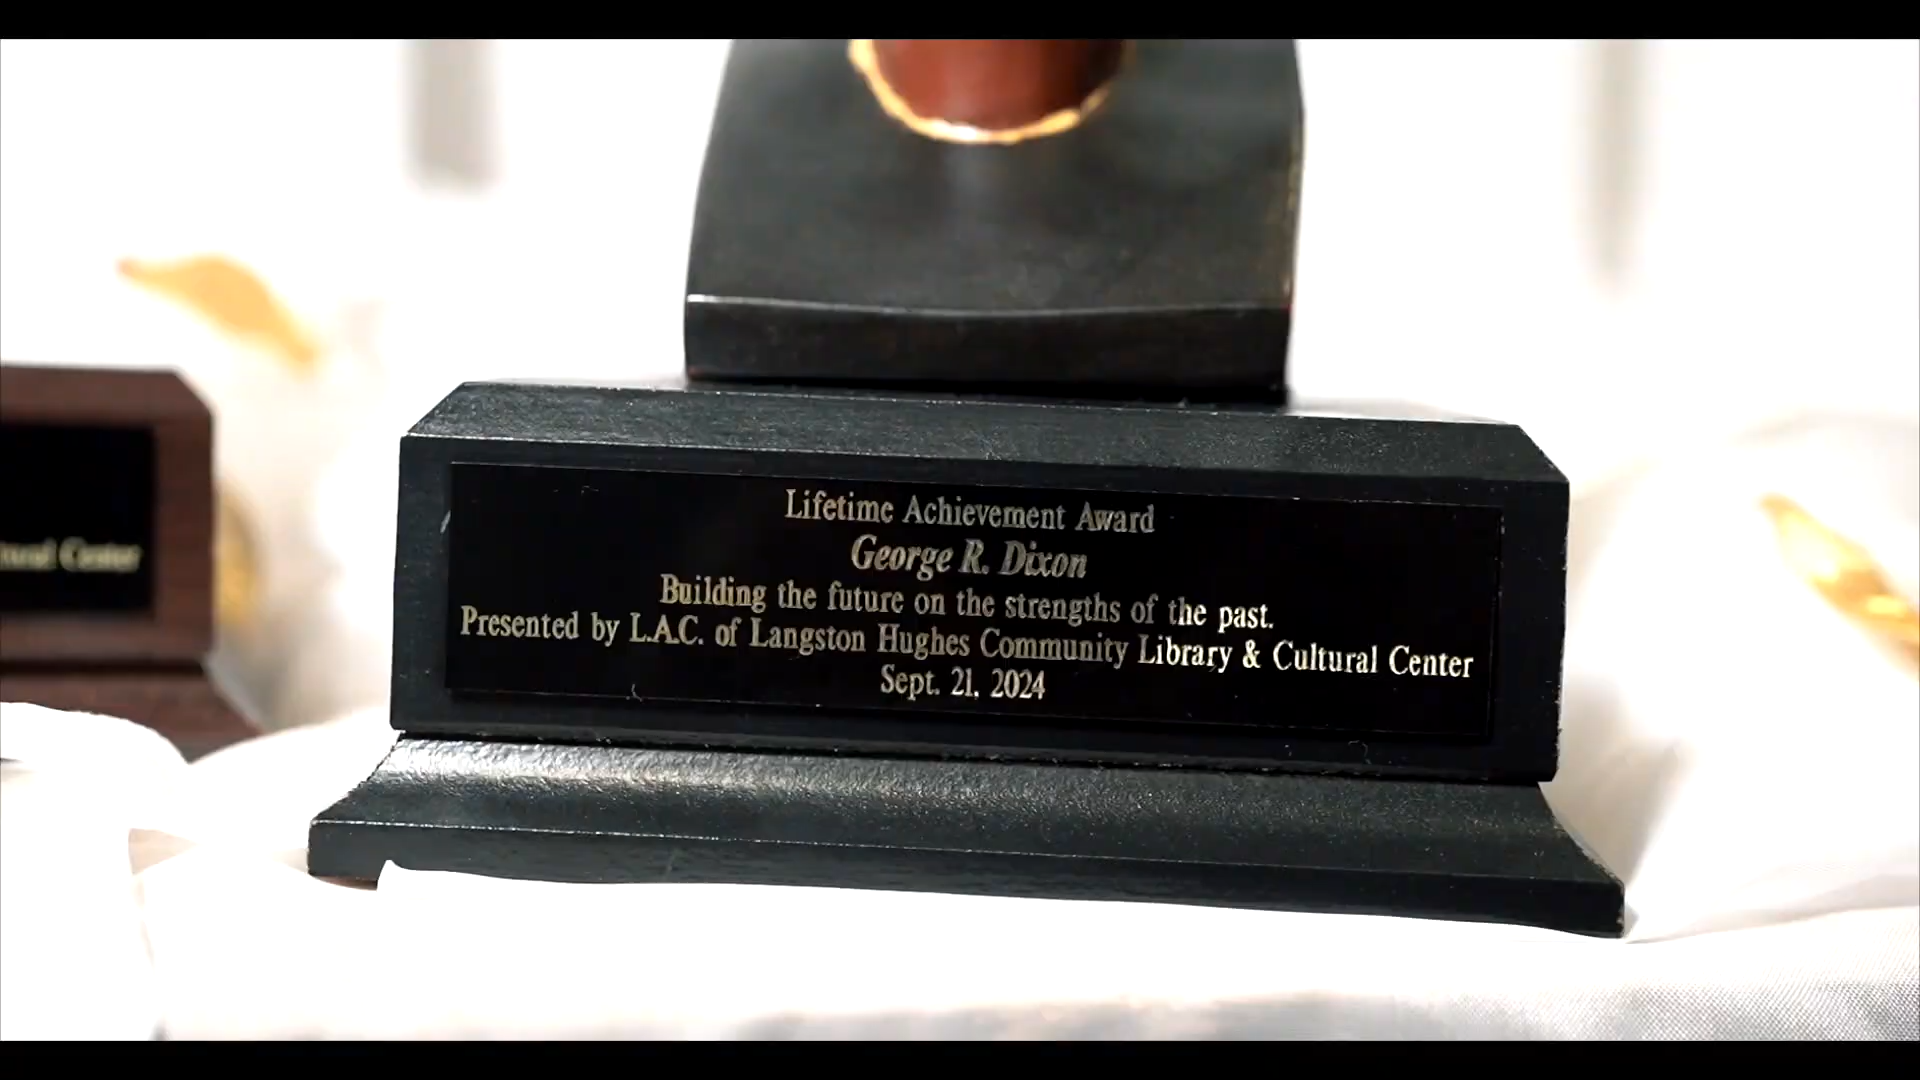 Lifetime Achievement Award
George R. Dixon
Building the future on the strengths of the past.
Presented by L.A.C. of Langston Hughes Community Library & Cultural Center
Sept. 21, 2024
Center